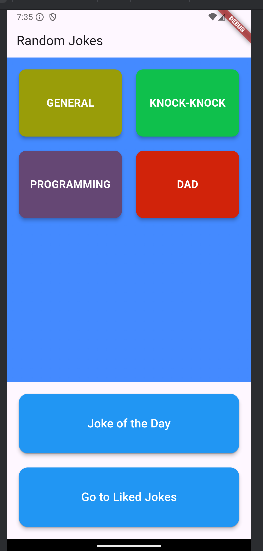 7:35
DEBUG
Random Jokes
GENERAL
KNOCK-KNOCK
PROGRAMMING
DAD
Joke of the Day
Go to Liked Jokes